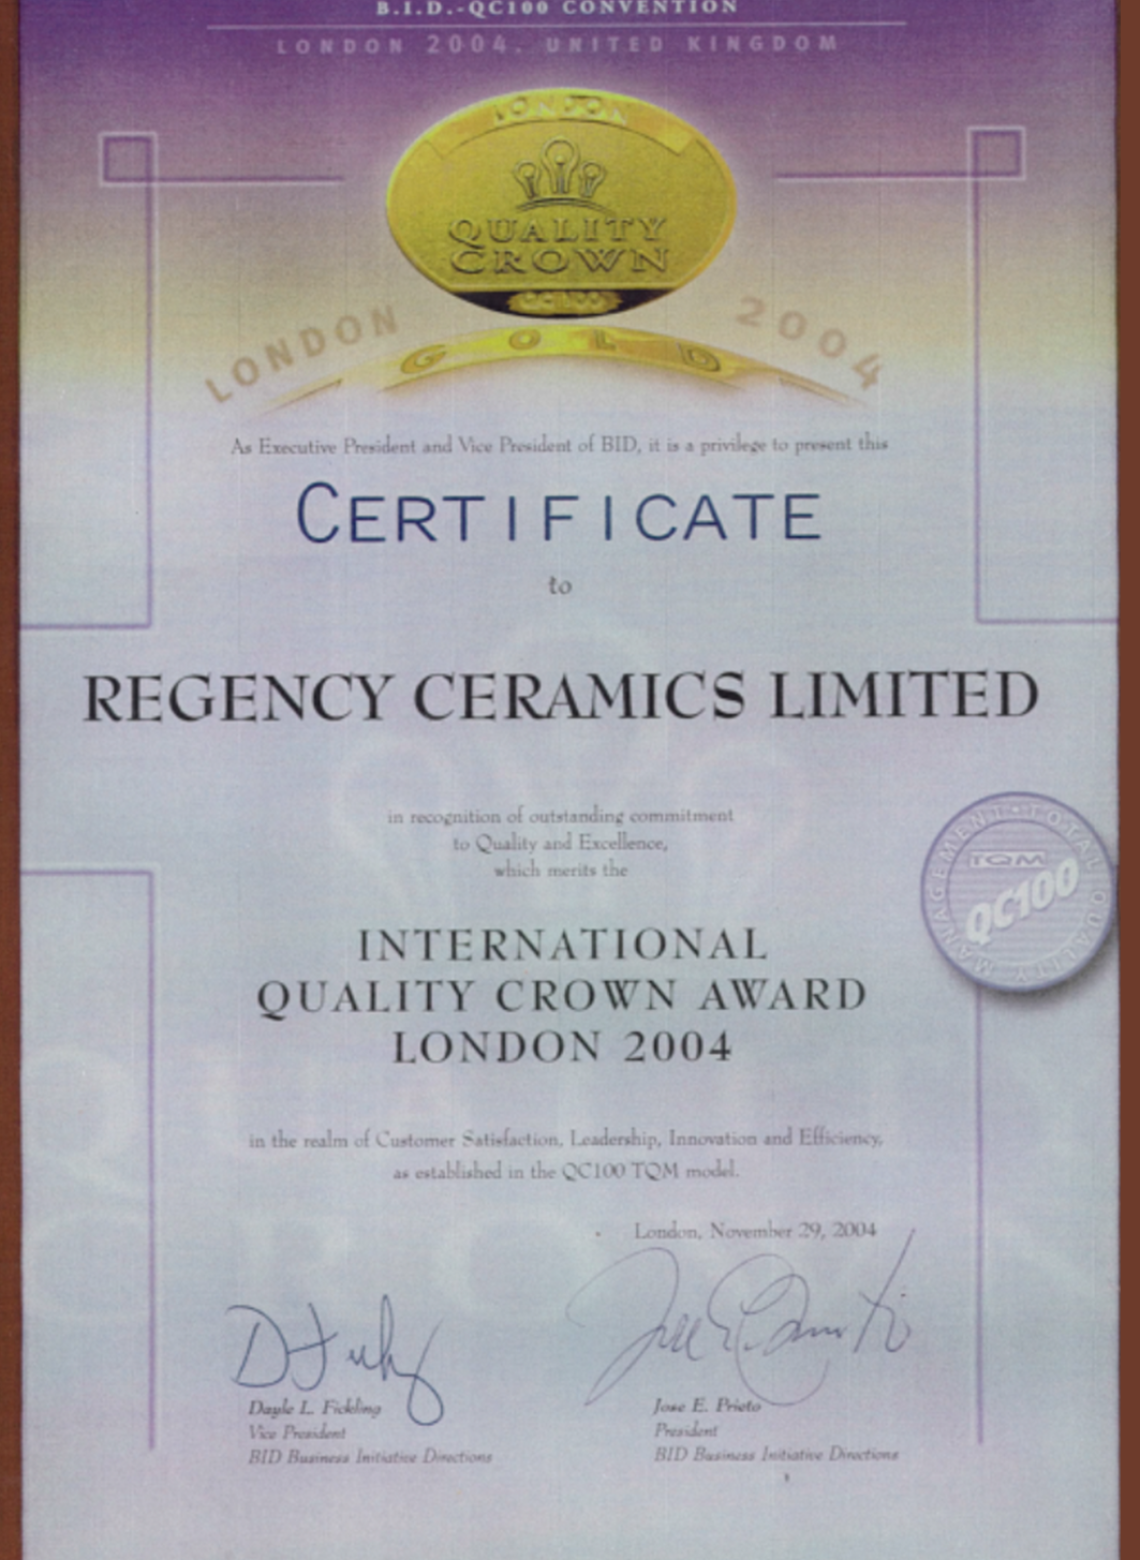 B.I.D.-QC100 CONVENTION
LONDON 2004. UNITED KINGDOM
LONDON
QUALITY
CROWN
QC100
LONDON 2004
GOLD
As Executive President and Vice President of BID, it is a privilege to present this
CERTIFICATE
to
REGENCY CERAMICS LIMITED
in recognition of outstanding commitment
to Quality and Excellence,
which merits the
TOTAL QUALITY MANAGEMENT
TQM
QC100
INTERNATIONAL
QUALITY CROWN AWARD
LONDON 2004
in the realm of Customer Satisfaction, Leadership, Innovation and Efficiency,
as established in the QC100 TQM model.
London, November 29, 2004
Dayle L. Fickling
Vice President
BID Business Initiative Directions
Jose E. Prieto
President
BID Business Initiative Directions